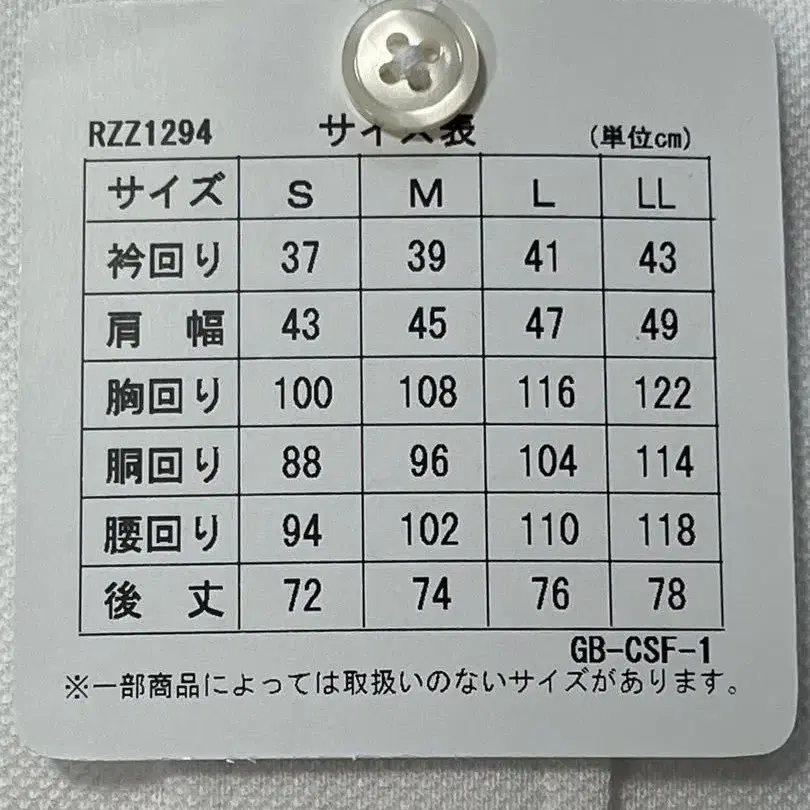 RZZ1294 サイズ表 (単位cm)
サイズ S M L LL
衿回り 37 39 41 43
肩 幅 43 45 47 49
胸回り 100 108 116 122
胴回り 88 96 104 114
腰回り 94 102 110 118
後 丈 72 74 76 78
GB-CSF-1
※一部商品によっては取扱いのないサイズがあります。